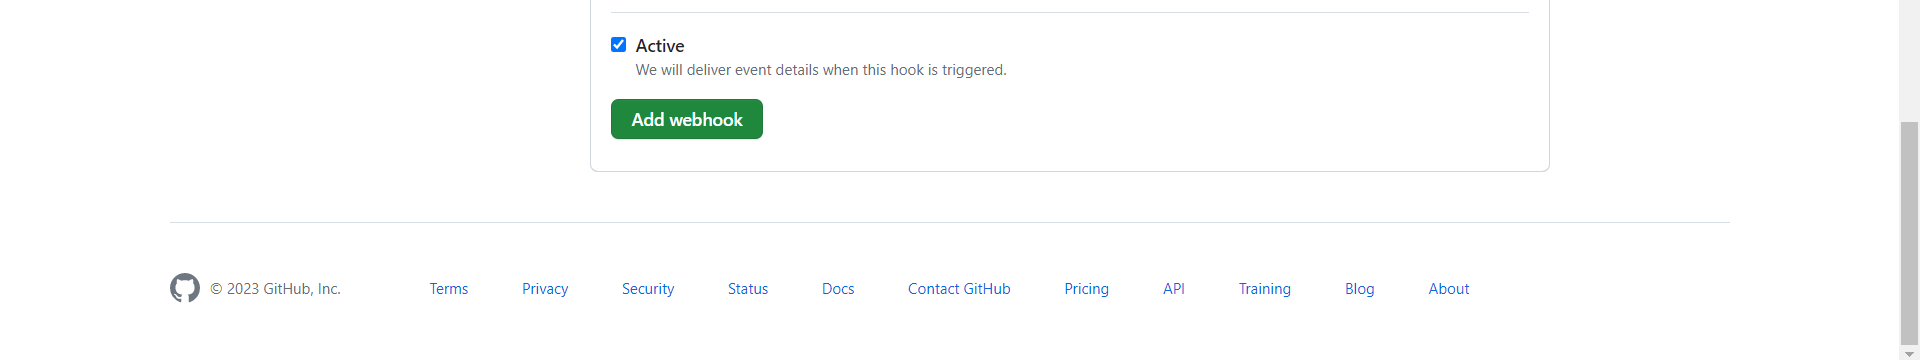 Active
We will deliver event details when this hook is triggered.
Add webhook
© 2023 GitHub, Inc. Terms Privacy Security Status Docs Contact GitHub Pricing API Training Blog About